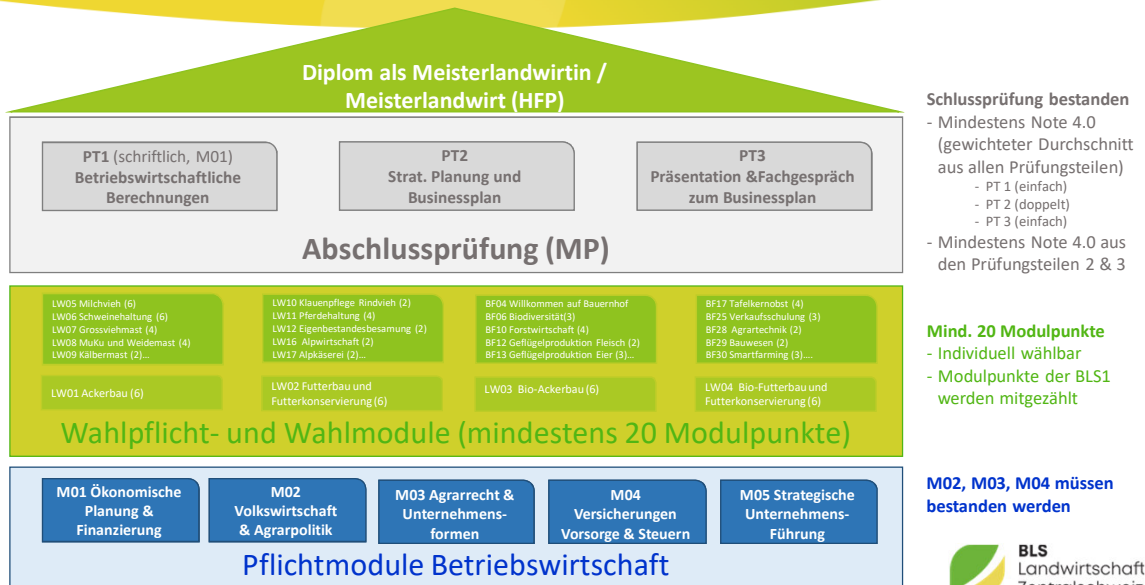 Diplom als Meisterlandwirtin /
Meisterlandwirt (HFP)
PT1 (schriftlich, M01)
Betriebswirtschaftliche
Berechnungen
PT2
Strat. Planung und
Businessplan
PT3
Präsentation &Fachgespräch
zum Businessplan
Abschlussprüfung (MP)
Schlussprüfung bestanden
- Mindestens Note 4.0
(gewichteter Durchschnitt
aus allen Prüfungsteilen)
- PT 1 (einfach)
- PT 2 (doppelt)
- PT 3 (einfach)
- Mindestens Note 4.0 aus
den Prüfungsteilen 2 & 3
LW05 Milchvieh (6)
LW06 Schweinehaltung (6)
LW07 Grossviehmast (4)
LW08 MuKu und Weidemast (4)
LW09 Kälbermast (2)...
LW10 Klauenpflege Rindvieh (2)
LW11 Pferdehaltung (4)
LW12 Eigenbestandesbesamung (2)
LW16 Alpwirtschaft (2)
LW17 Alpkäserei (2)...
BF04 Willkommen auf Bauernhof
BF06 Biodiversität(3)
BF10 Forstwirtschaft (4)
BF12 Geflügelproduktion Fleisch (2)
BF13 Geflügelproduktion Eier (3)...
BF17 Tafelkernobst (4)
BF25 Verkaufsschulung (3)
BF28 Agrartechnik (2)
BF29 Bauwesen (2)
BF30 Smartfarming (3)....
LW01 Ackerbau (6)
LW02 Futterbau und
Futterkonservierung (6)
LW03 Bio-Ackerbau (6)
LW04 Bio-Futterbau und
Futterkonservierung (6)
Wahlpflicht- und Wahlmodule (mindestens 20 Modulpunkte)
Mind. 20 Modulpunkte
- Individuell wählbar
- Modulpunkte der BLS1
werden mitgezählt
M01 Ökonomische
Planung &
Finanzierung
M02
Volkswirtschaft
& Agrarpolitik
M03 Agrarrecht &
Unternehmens-
formen
M04
Versicherungen
Vorsorge & Steuern
M05 Strategische
Unternehmens-
Führung
Pflichtmodule Betriebswirtschaft
M02, M03, M04 müssen
bestanden werden
BLS
Landwirtschaft